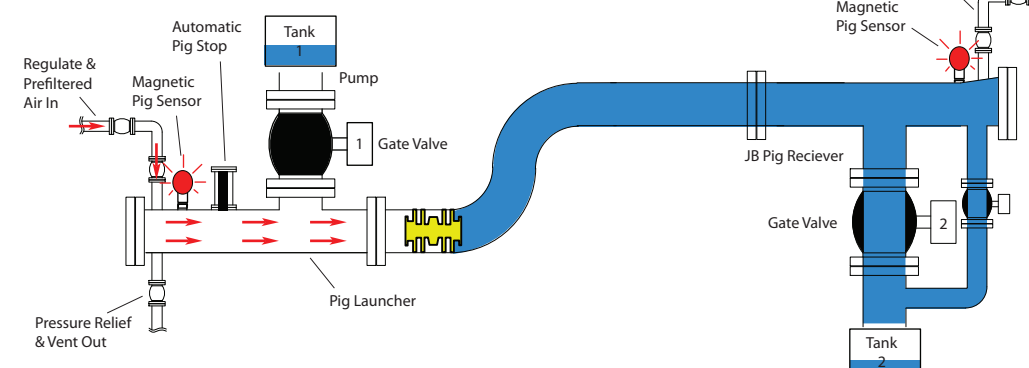 Magnetic
Pig Sensor
Automatic
Pig Stop
Tank
1
Regulate &
Prefiltered
Air In
Magnetic
Pig Sensor
Pump
1
Gate Valve
JB Pig Reciever
Gate Valve
2
Pig Launcher
Pressure Relief
& Vent Out
Tank
2